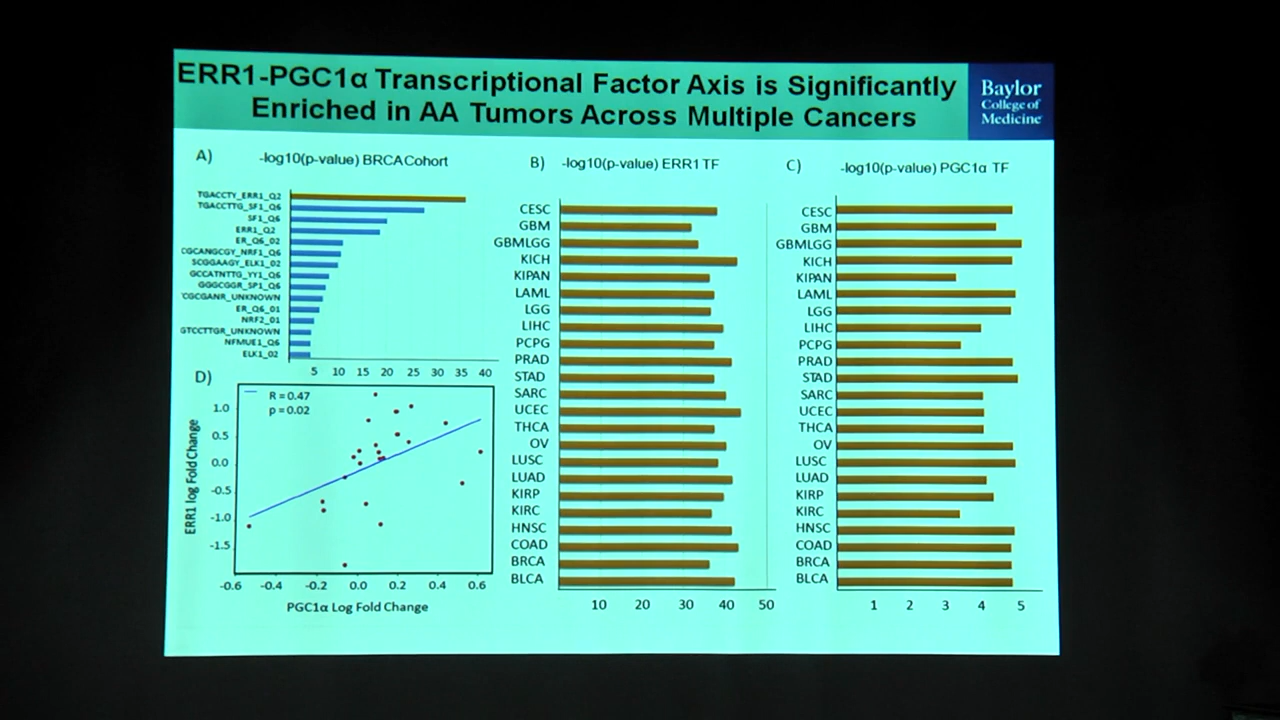 ERR1-PGC1α Transcriptional Factor Axis is Significantly
Enriched in AA Tumors Across Multiple Cancers
Baylor
College of
Medicine
A)
-log10(p-value) BRCA Cohort
TGACCTY_ERR1_Q2
TGACCTTG_SF1_Q6
SF1_Q6
ERR1_Q2
ER_Q6_02
CGCANGCGY_NRF1_Q6
SCGGAAGY_ELK1_02
GCCATNTTG_YY1_Q6
GGGCGGR_SP1_Q6
CGCGANR_UNKNOWN
ER_Q6_01
NRF2_01
GTCCTTGR_UNKNOWN
NFMUE1_Q6
ELK1_02
5 10 15 20 25 30 35 40
B)
-log10(p-value) ERR1 TF
CESC
GBM
GBMLGG
KICH
KIPAN
LAML
LGG
LIHC
PCPG
PRAD
STAD
SARC
UCEC
THCA
OV
LUSC
LUAD
KIRP
KIRC
HNSC
COAD
BRCA
BLCA
10 20 30 40 50
C)
-log10(p-value) PGC1α TF
CESC
GBM
GBMLGG
KICH
KIPAN
LAML
LGG
LIHC
PCPG
PRAD
STAD
SARC
UCEC
THCA
OV
LUSC
LUAD
KIRP
KIRC
HNSC
COAD
BRCA
BLCA
1 2 3 4 5
D)
R = 0.47
p = 0.02
ERR1 log Fold Change
1.0
0.5
0.0
-0.5
-1.0
-1.5
-0.6 -0.4 -0.2 0.0 0.2 0.4 0.6
PGC1α Log Fold Change